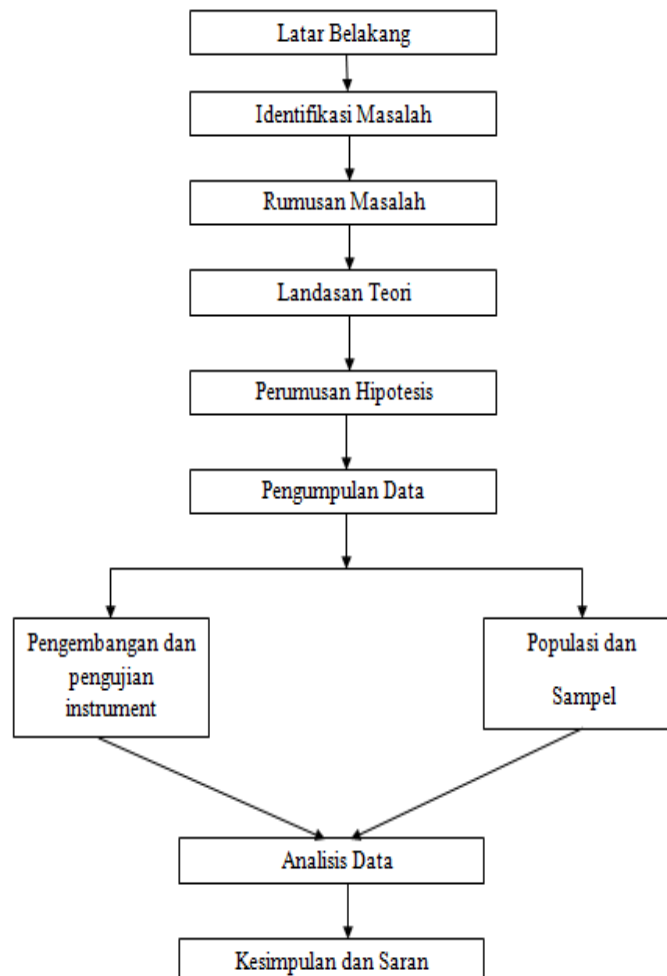 Latar Belakang
Identifikasi Masalah
Rumusan Masalah
Landasan Teori
Perumusan Hipotesis
Pengumpulan Data
Pengembangan dan
pengujian
instrument
Populasi dan
Sampel
Analisis Data
Kesimpulan dan Saran